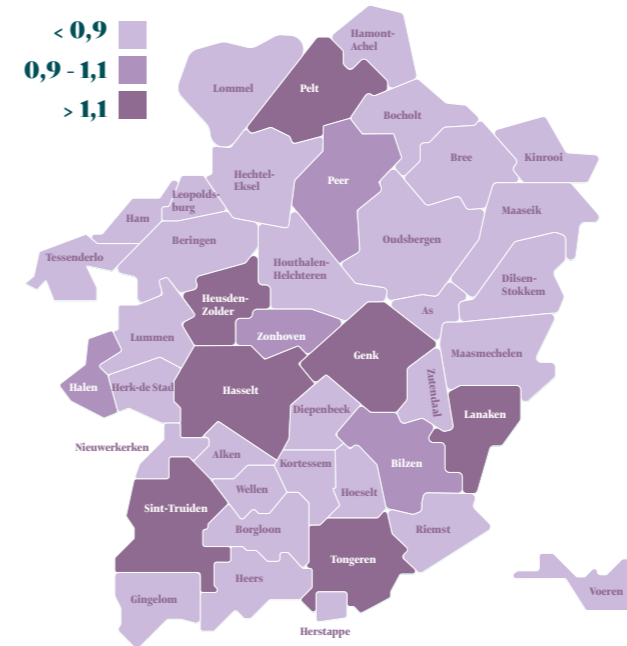 < 0,9
0,9 - 1,1
> 1,1
Hamont-
Achel
Lommel
Pelt
Bocholt
Bree
Kinrooi
Hechtel-
Eksel
Peer
Leopolds-
burg
Ham
Maaseik
Beringen
Oudsbergen
Tessenderlo
Houthalen-
Helchteren
Dilsen-
Stokkem
Heusden-
Zolder
As
Lummen
Zonhoven
Genk
Maasmechelen
Halen
Herk-de Stad
Hasselt
Zutendaal
Diepenbeek
Lanaken
Nieuwerkerken
Alken
Kortessem
Bilzen
Wellen
Hoeselt
Sint-Truiden
Borgloon
Riemst
Tongeren
Heers
Gingelom
Voeren
Herstappe